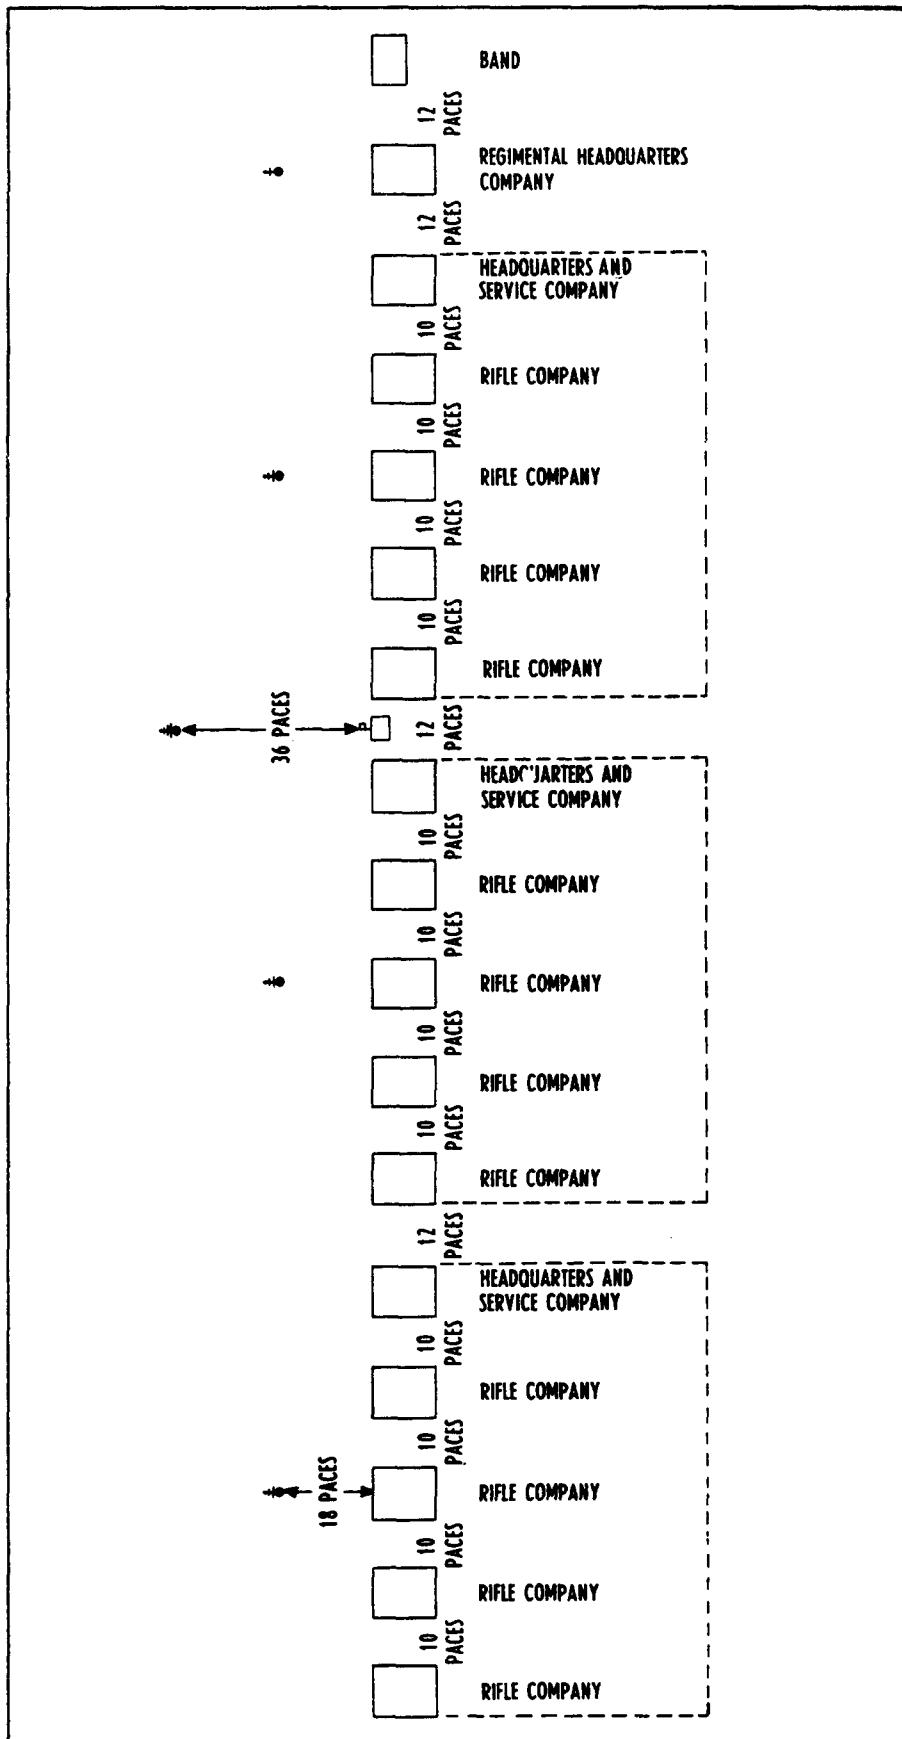 BAND
12 PACES
REGIMENTAL HEADQUARTERS
COMPANY
12 PACES
HEADQUARTERS AND
SERVICE COMPANY
10 PACES
RIFLE COMPANY
10 PACES
RIFLE COMPANY
10 PACES
RIFLE COMPANY
10 PACES
RIFLE COMPANY
36 PACES
12 PACES
HEADQUARTERS AND
SERVICE COMPANY
10 PACES
RIFLE COMPANY
10 PACES
RIFLE COMPANY
10 PACES
RIFLE COMPANY
10 PACES
RIFLE COMPANY
12 PACES
HEADQUARTERS AND
SERVICE COMPANY
10 PACES
RIFLE COMPANY
10 PACES
18 PACES
RIFLE COMPANY
10 PACES
RIFLE COMPANY
10 PACES
RIFLE COMPANY